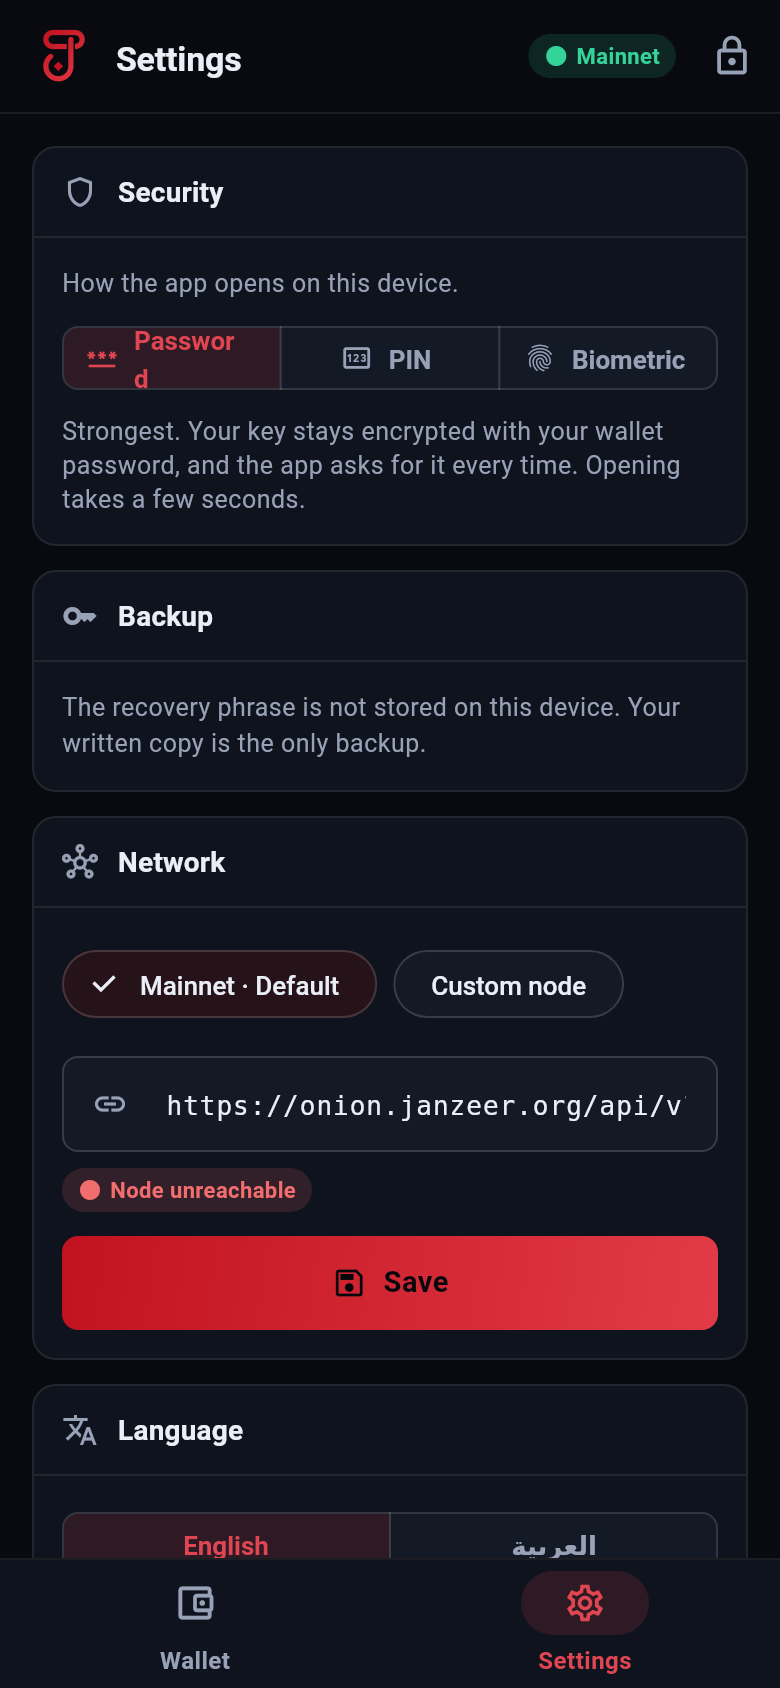 Settings
Mainnet
Security
How the app opens on this device.
***
Passwor
d
123
PIN
Biometric
Strongest. Your key stays encrypted with your wallet
password, and the app asks for it every time. Opening
takes a few seconds.
Backup
The recovery phrase is not stored on this device. Your
written copy is the only backup.
Network
Mainnet · Default
Custom node
https://onion.janzeer.org/api/v
Node unreachable
Save
Language
English
العربية
Wallet
Settings